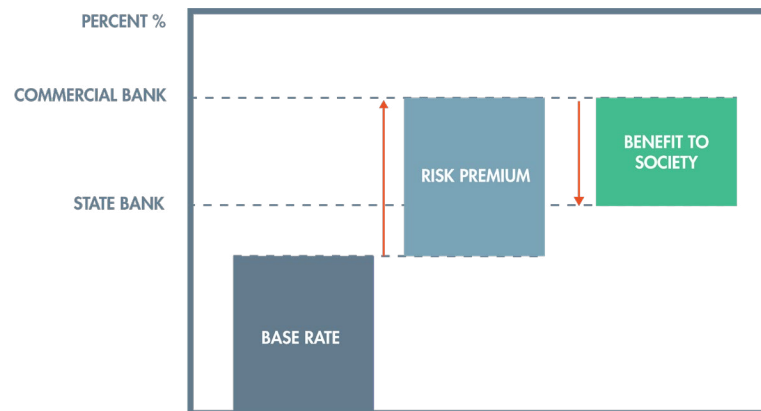 PERCENT %
COMMERCIAL BANK
RISK PREMIUM
BENEFIT TO
SOCIETY
STATE BANK
BASE RATE